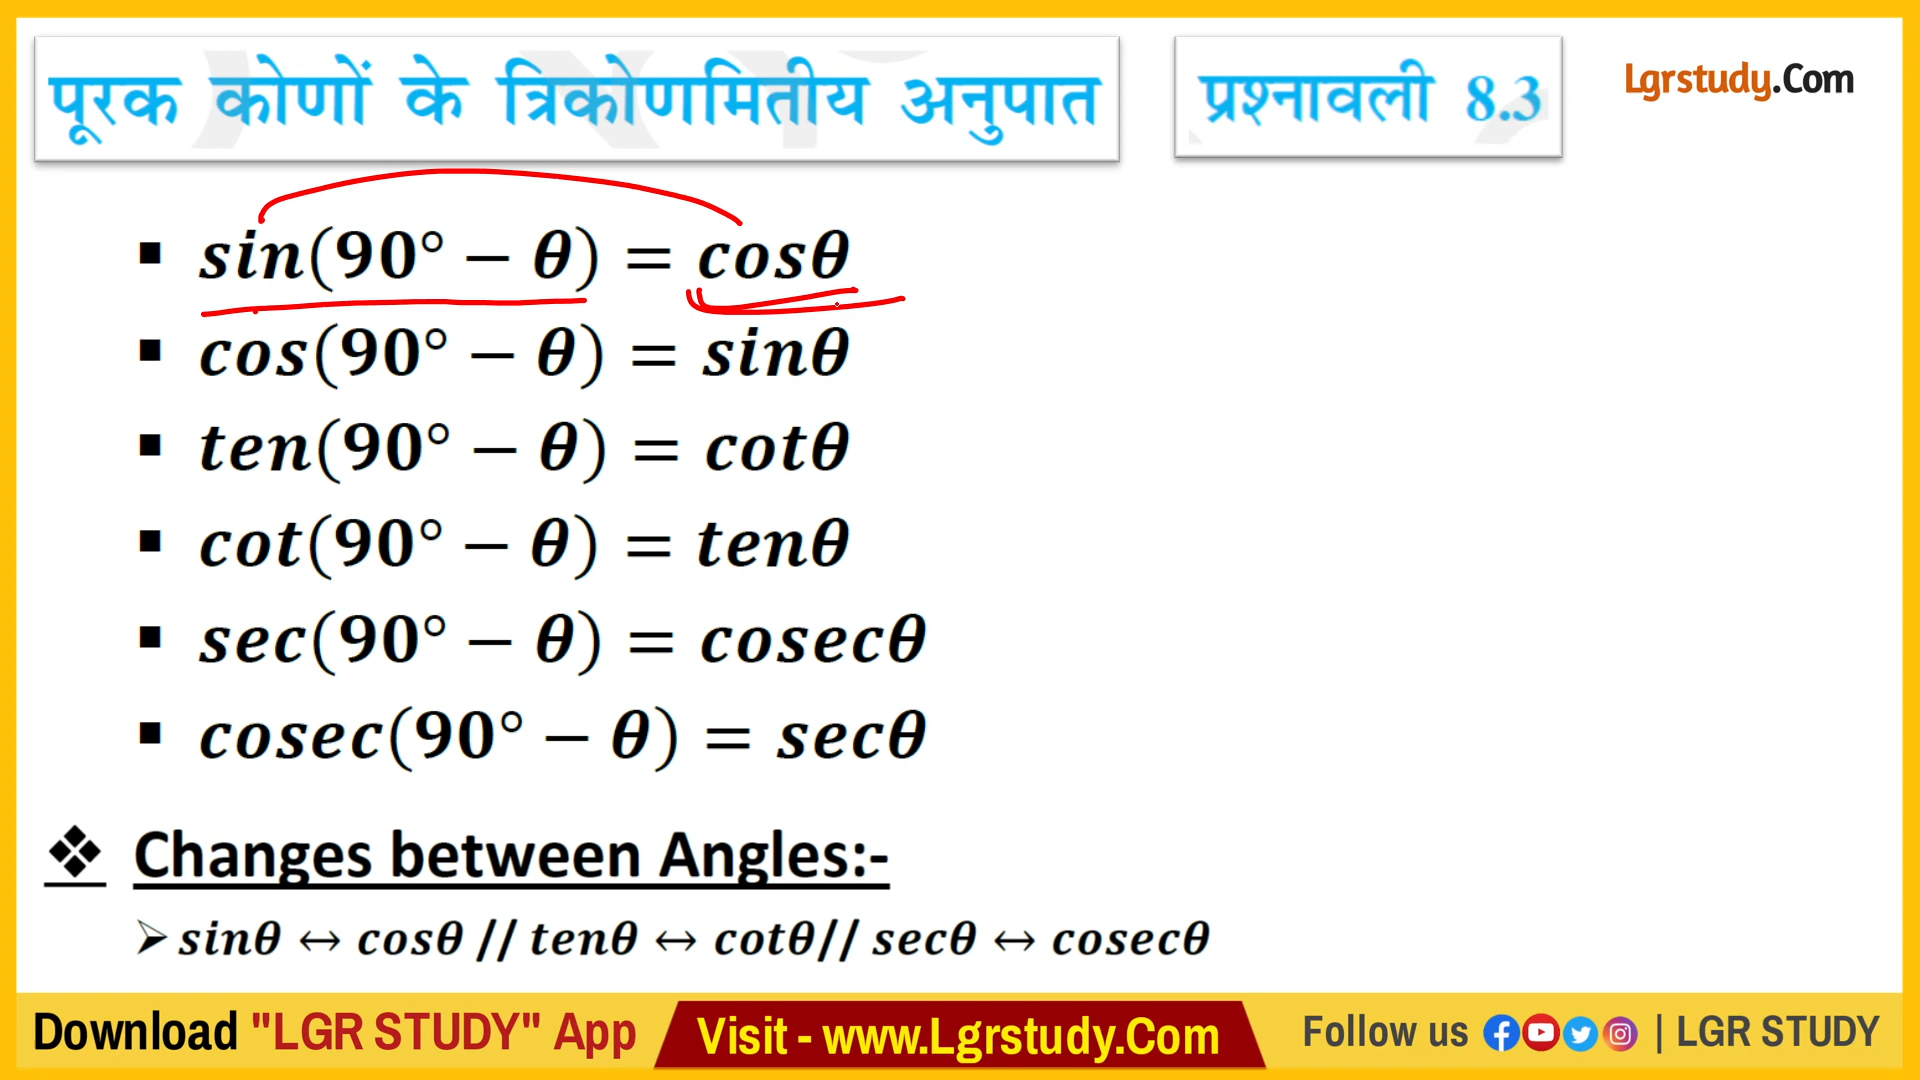 पूरक कोणों के त्रिकोणमितीय अनुपात
प्रश्नावली 8.3
Lgrstudy.Com
▪ sin(90° − θ) = cosθ
▪ cos(90° − θ) = sinθ
▪ ten(90° − θ) = cotθ
▪ cot(90° − θ) = tenθ
▪ sec(90° − θ) = cosecθ
▪ cosec(90° − θ) = secθ
❖ Changes between Angles:-
➢ sinθ ↔ cosθ // tenθ ↔ cotθ// secθ ↔ cosecθ
Download "LGR STUDY" App
Visit - www.Lgrstudy.Com
Follow us | LGR STUDY